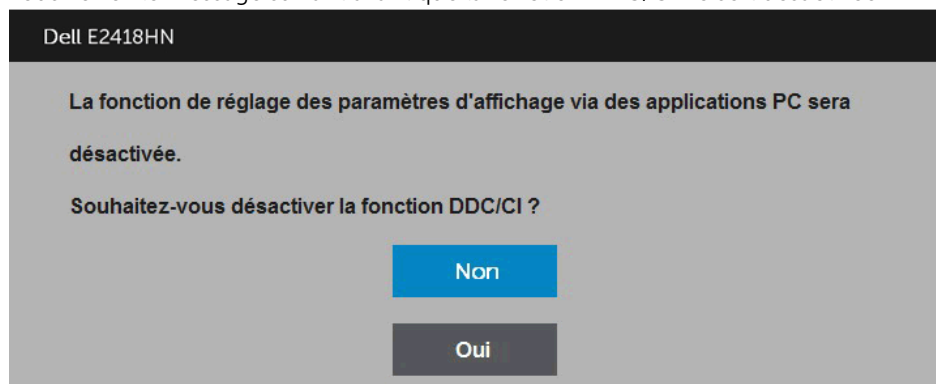 Dell E2418HN
La fonction de réglage des paramètres d'affichage via des applications PC sera
désactivée.
Souhaitez-vous désactiver la fonction DDC/CI ?
Non
Oui